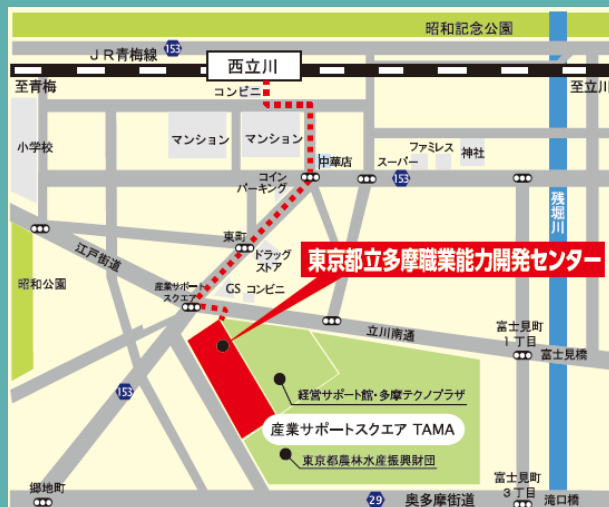 昭和記念公園
153
ＪＲ青梅線
西立川
至青梅
至立川
コンビニ
小学校
マンション
マンション
中華店
ファミレス
神社
スーパー
153
コイン
パーキング
残堀川
東町
ドラッグ
ストア
江戸街道
東京都立多摩職業能力開発センター
昭和公園
産業サポート
スクエア
GS コンビニ
立川南通
富士見町
1丁目
富士見橋
153
経営サポート館・多摩テクノプラザ
産業サポートスクエア TAMA
東京都農林水産振興財団
郷地町
29
奥多摩街道
富士見町
3丁目
滝口橋